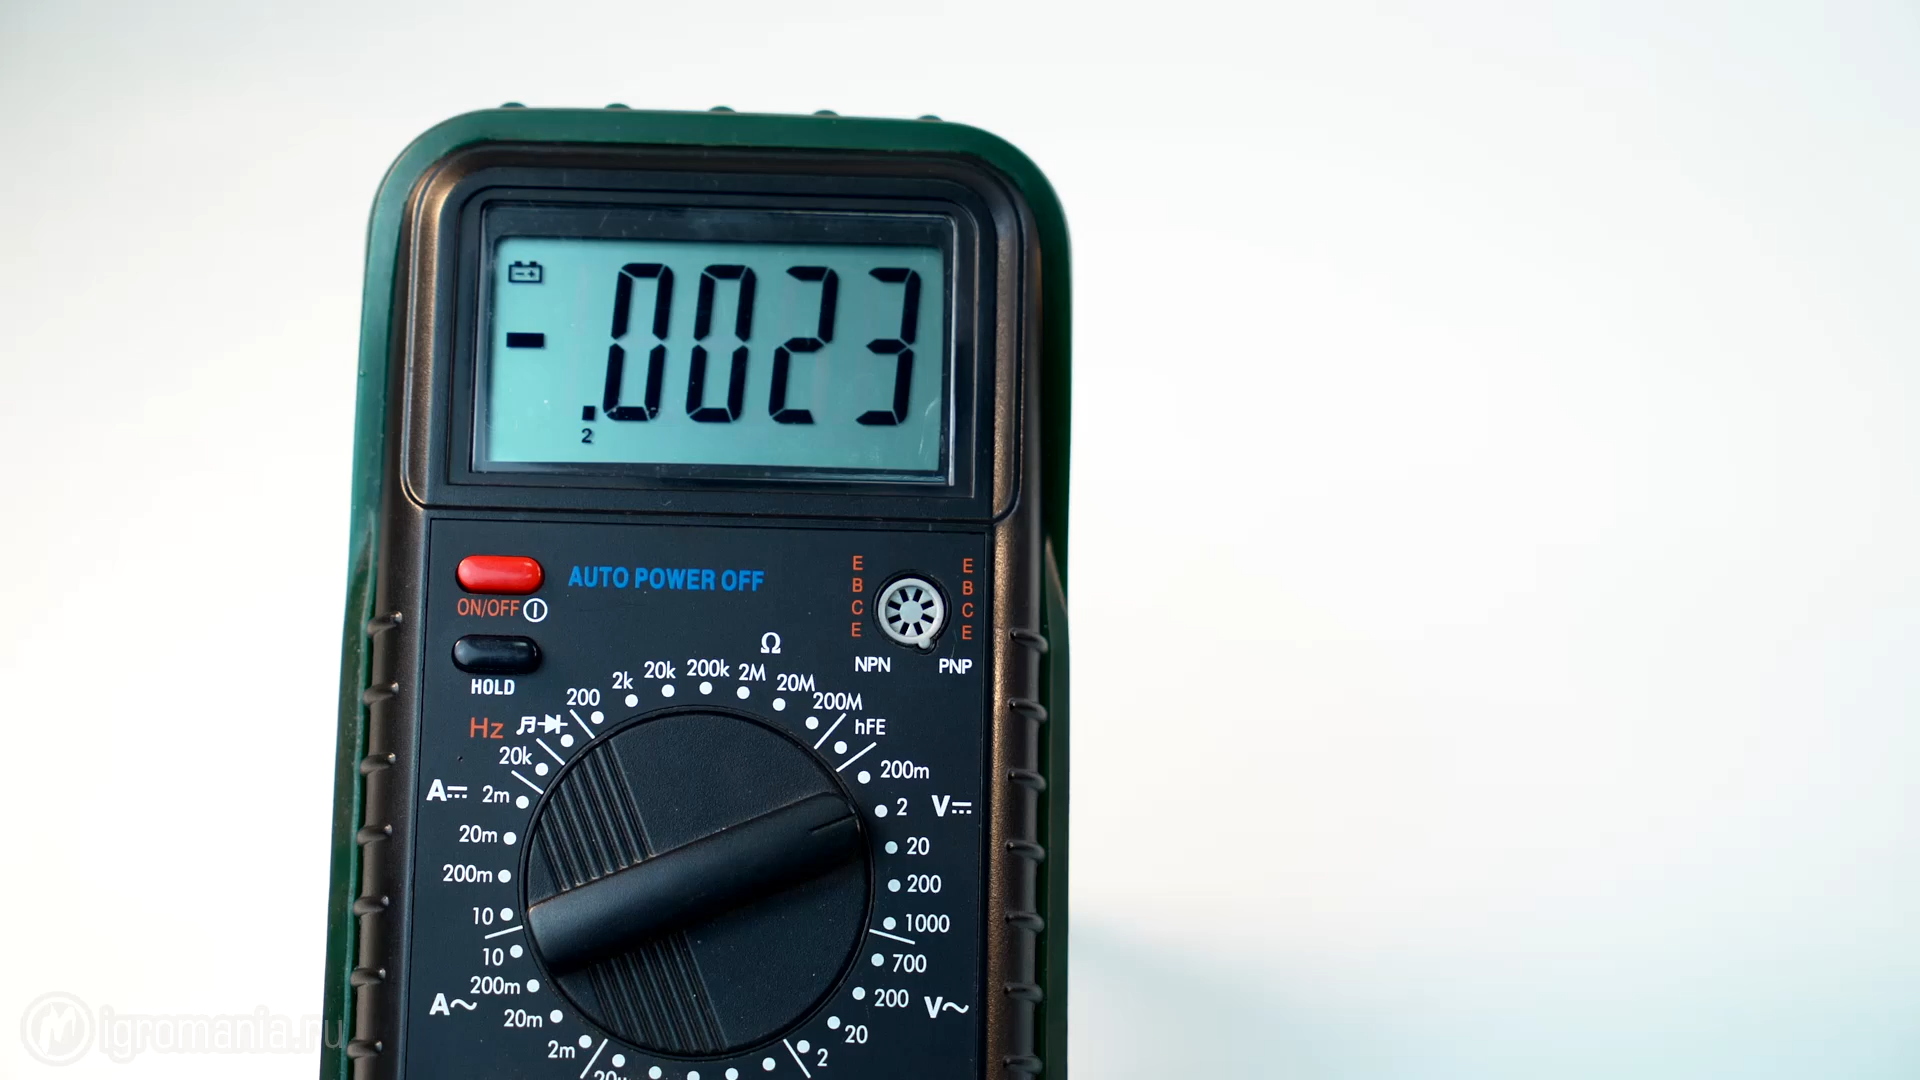 -.0023
2
AUTO POWER OFF
ON/OFF
HOLD
E
B
C
E
E
B
C
E
NPN
PNP
Ω
200
2k
20k
200k
2M
20M
200M
hFE
Hz
20k
A
2m
20m
200m
10
10
200m
A~
20m
2m
200m
2
V
20
200
1000
700
200
V~
20
2
igromania.ru